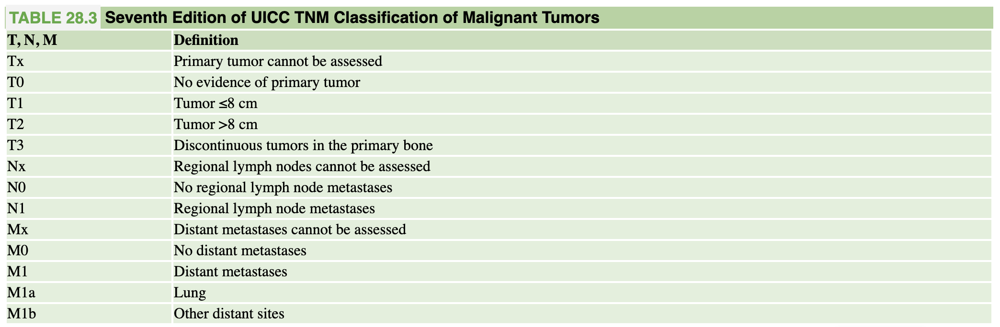 TABLE 28.3 Seventh Edition of UICC TNM Classification of Malignant Tumors
T, N, M Definition
Tx Primary tumor cannot be assessed
T0 No evidence of primary tumor
T1 Tumor ≤8 cm
T2 Tumor >8 cm
T3 Discontinuous tumors in the primary bone
Nx Regional lymph nodes cannot be assessed
N0 No regional lymph node metastases
N1 Regional lymph node metastases
Mx Distant metastases cannot be assessed
M0 No distant metastases
M1 Distant metastases
M1a Lung
M1b Other distant sites